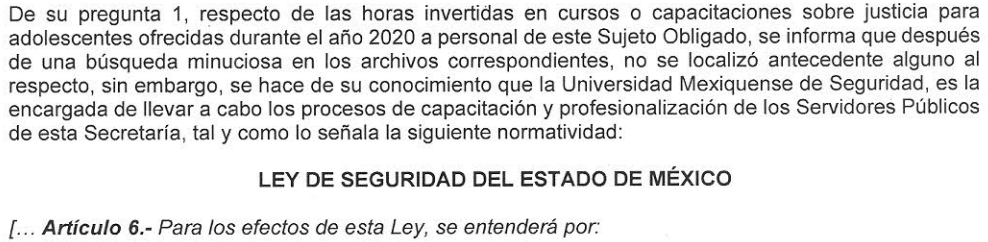 De su pregunta 1, respecto de las horas invertidas en cursos o capacitaciones sobre justicia para
adolescentes ofrecidas durante el año 2020 a personal de este Sujeto Obligado, se informa que después
de una búsqueda minuciosa en los archivos correspondientes, no se localizó antecedente alguno al
respecto, sin embargo, se hace de su conocimiento que la Universidad Mexiquense de Seguridad, es la
encargada de llevar a cabo los procesos de capacitación y profesionalización de los Servidores Públicos
de esta Secretaría, tal y como lo señala la siguiente normatividad:
LEY DE SEGURIDAD DEL ESTADO DE MÉXICO
[... Artículo 6.- Para los efectos de esta Ley, se entenderá por: